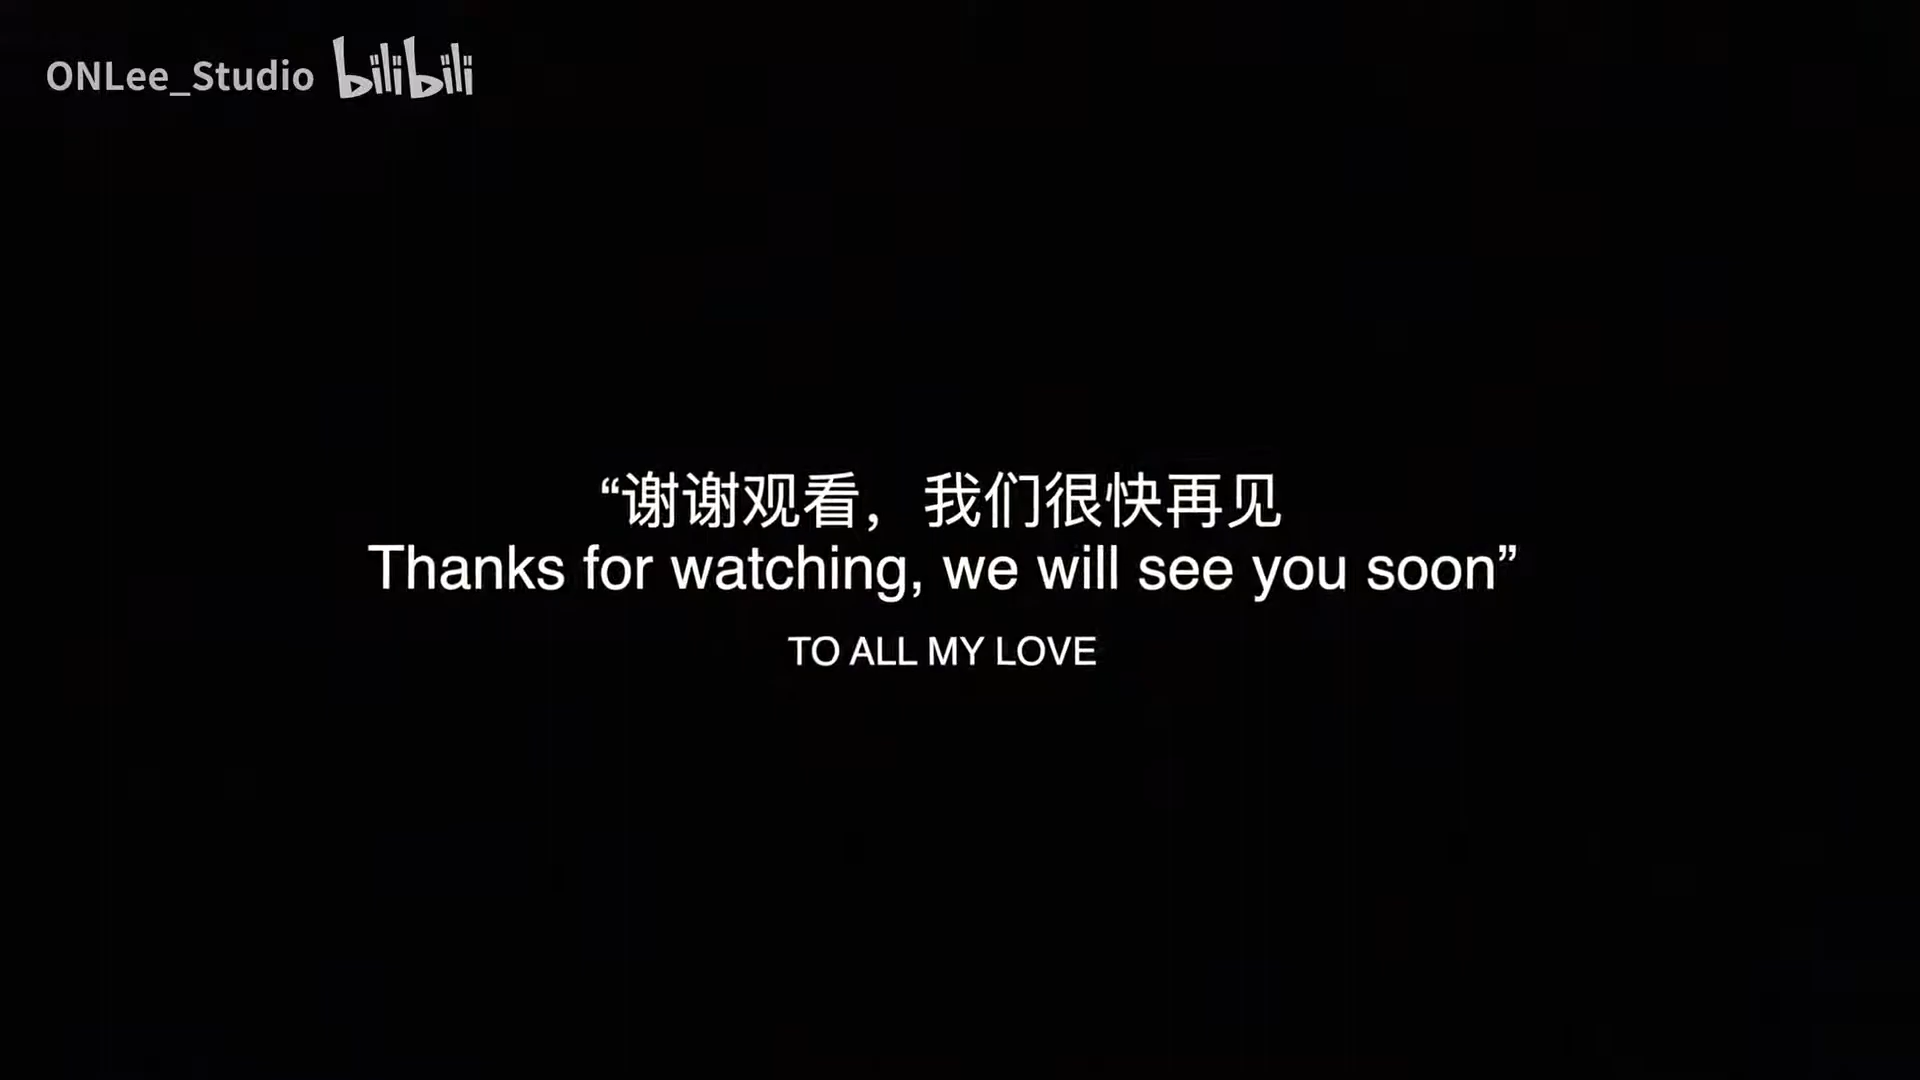 ONLee_Studio bilibili
“谢谢观看，我们很快再见
Thanks for watching, we will see you soon”
TO ALL MY LOVE